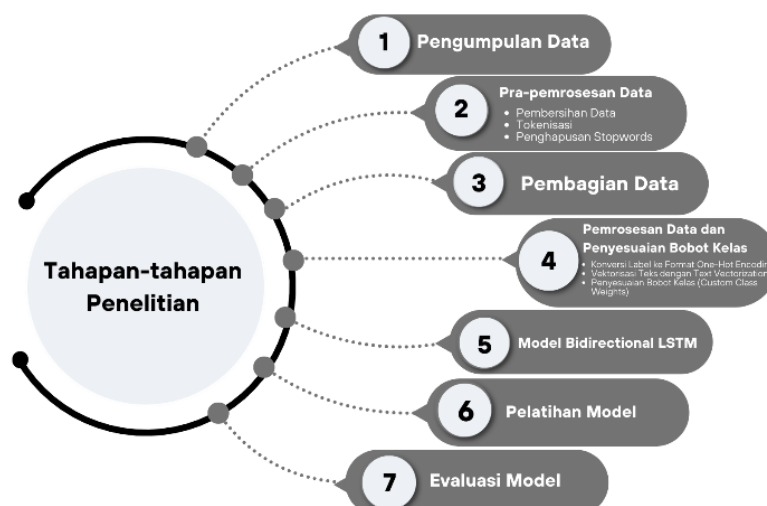 Tahapan-tahapan
Penelitian
1
Pengumpulan Data
2
Pra-pemrosesan Data
• Pembersihan Data
• Tokenisasi
• Penghapusan Stopwords
3
Pembagian Data
4
Pemrosesan Data dan
Penyesuaian Bobot Kelas
• Konversi Label ke Format One-Hot Encodin
• Vektorisasi Teks dengan Text Vectorization
• Penyesuaian Bobot Kelas (Custom Class
Weights)
5
Model Bidirectional LSTM
6
Pelatihan Model
7
Evaluasi Model